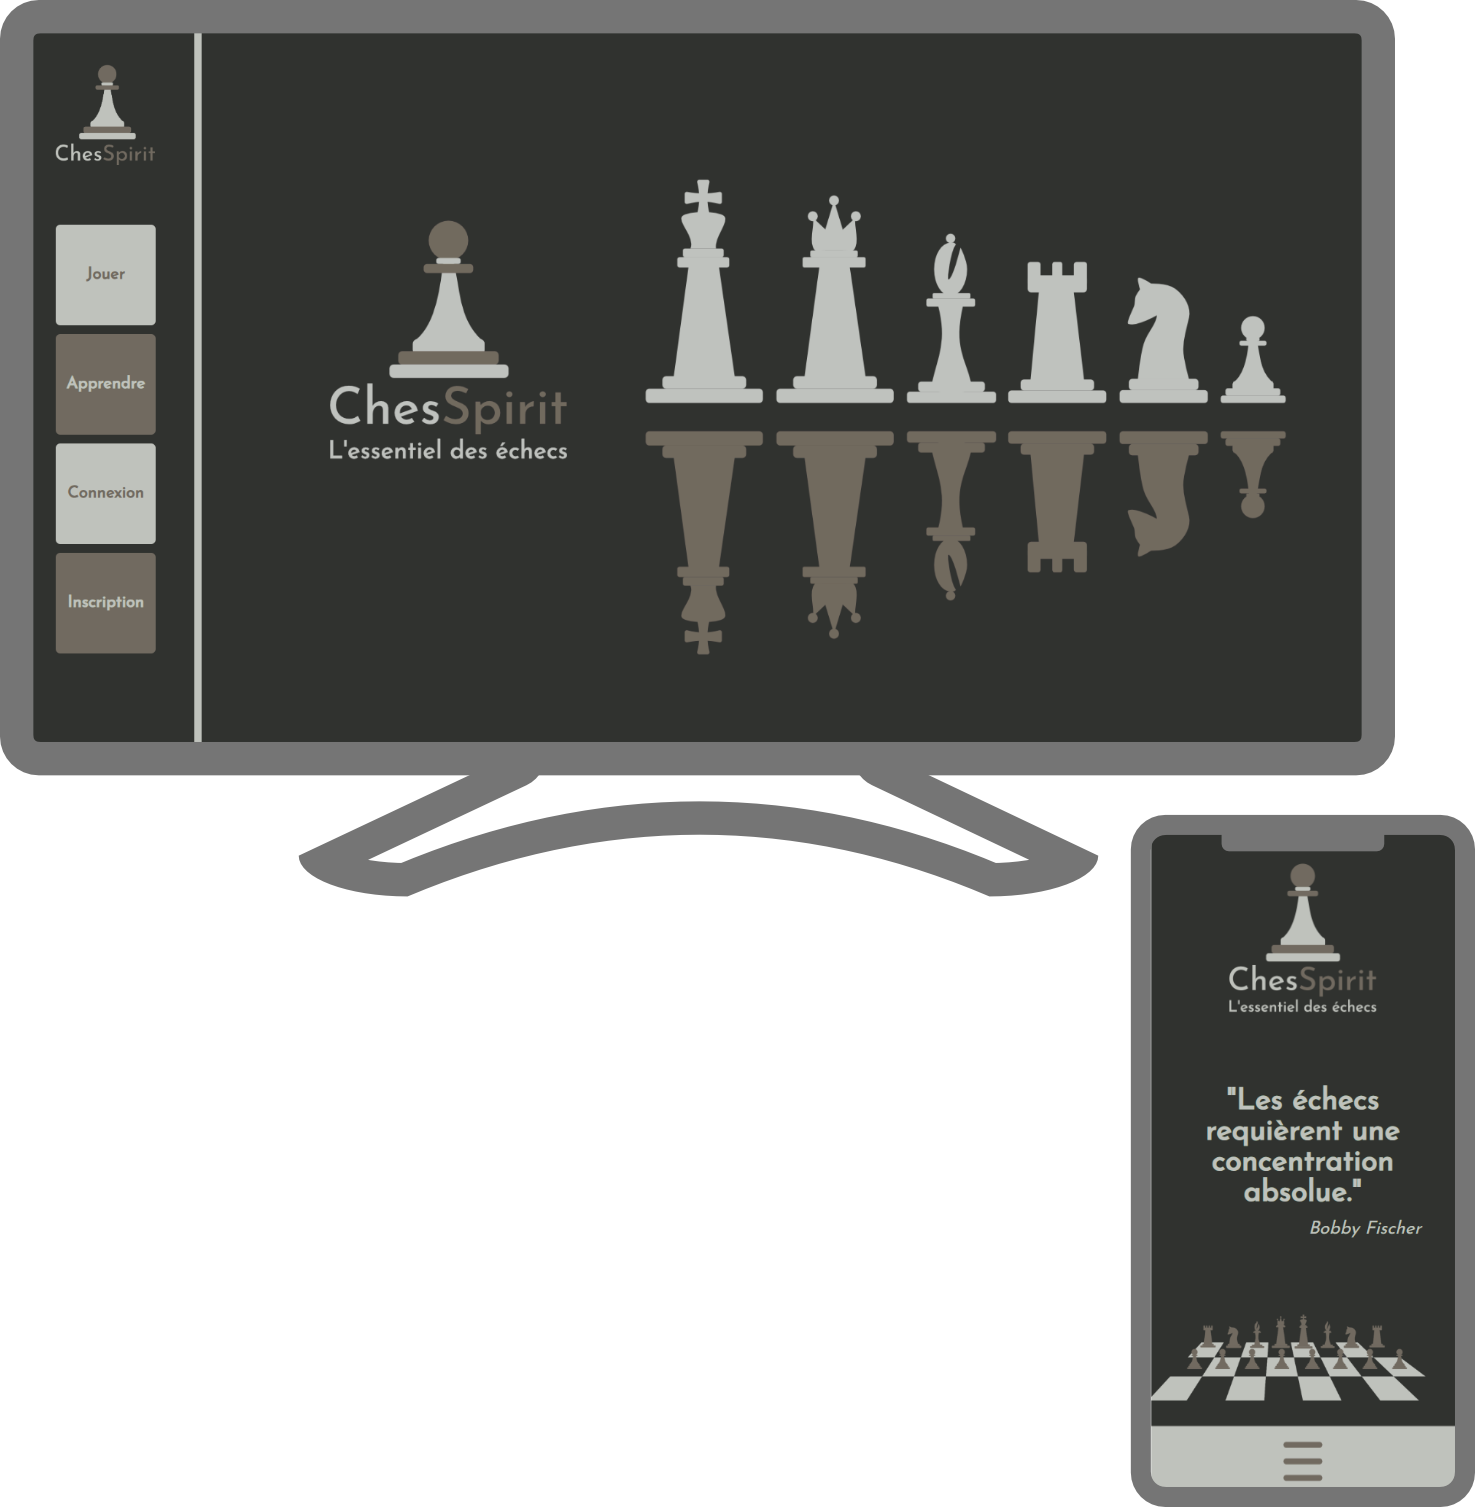 ChesSpirit
Jouer
Apprendre
Connexion
Inscription
ChesSpirit
L'essentiel des échecs
ChesSpirit
L'essentiel des échecs
"Les échecs
requièrent une
concentration
absolue."
Bobby Fischer